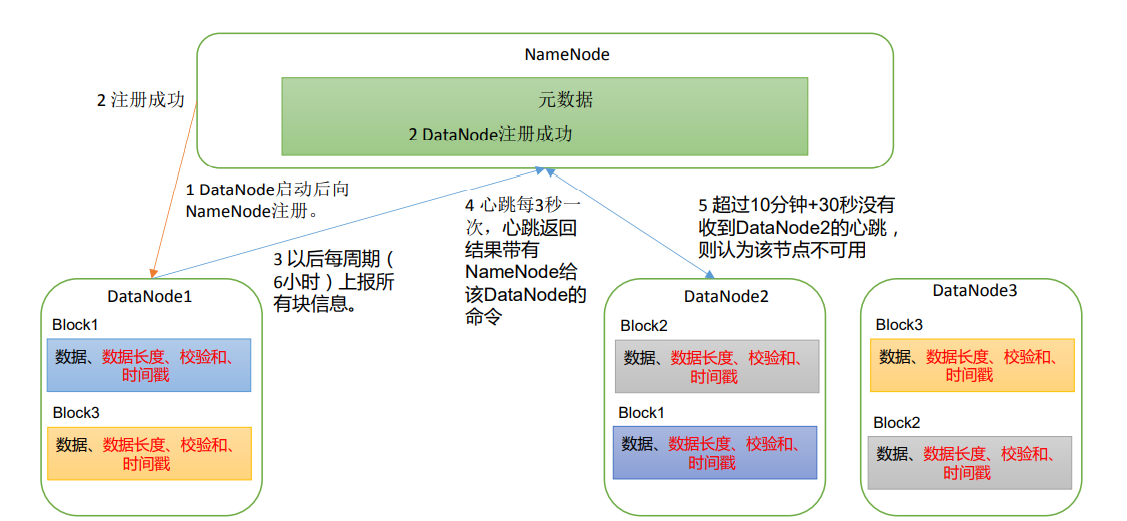 NameNode
元数据
2 DataNode注册成功
2 注册成功
1 DataNode启动后向
NameNode注册。
3 以后每周期（
6小时）上报所
有块信息。
4 心跳每3秒一
次，心跳返回
结果带有
NameNode给
该DataNode的
命令
5 超过10分钟+30秒没有
收到DataNode2的心跳，
则认为该节点不可用
DataNode1
Block1
数据、数据长度、校验和、
时间戳
Block3
数据、数据长度、校验和、
时间戳
DataNode2
Block2
数据、数据长度、校验和、
时间戳
Block1
数据、数据长度、校验和、
时间戳
DataNode3
Block3
数据、数据长度、校验和、
时间戳
Block2
数据、数据长度、校验和、
时间戳